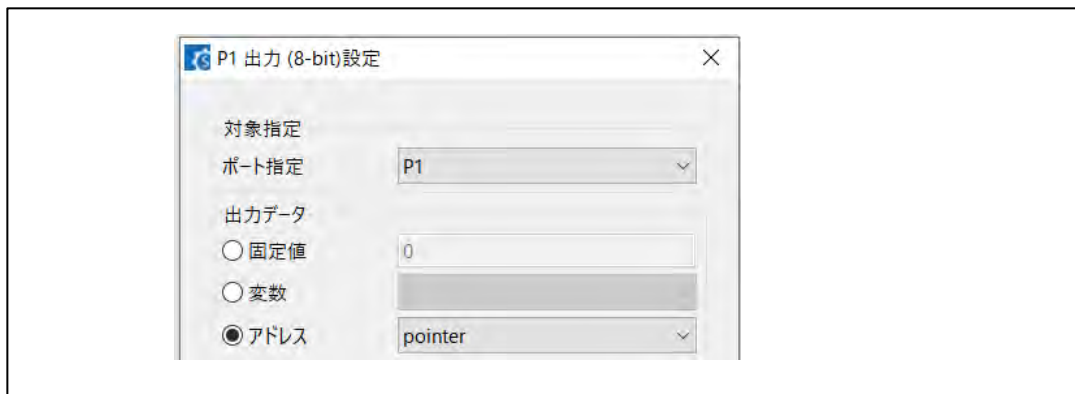 P1 出力 (8-bit)設定
対象指定
ポート指定 P1
出力データ
固定値 0
変数
アドレス pointer